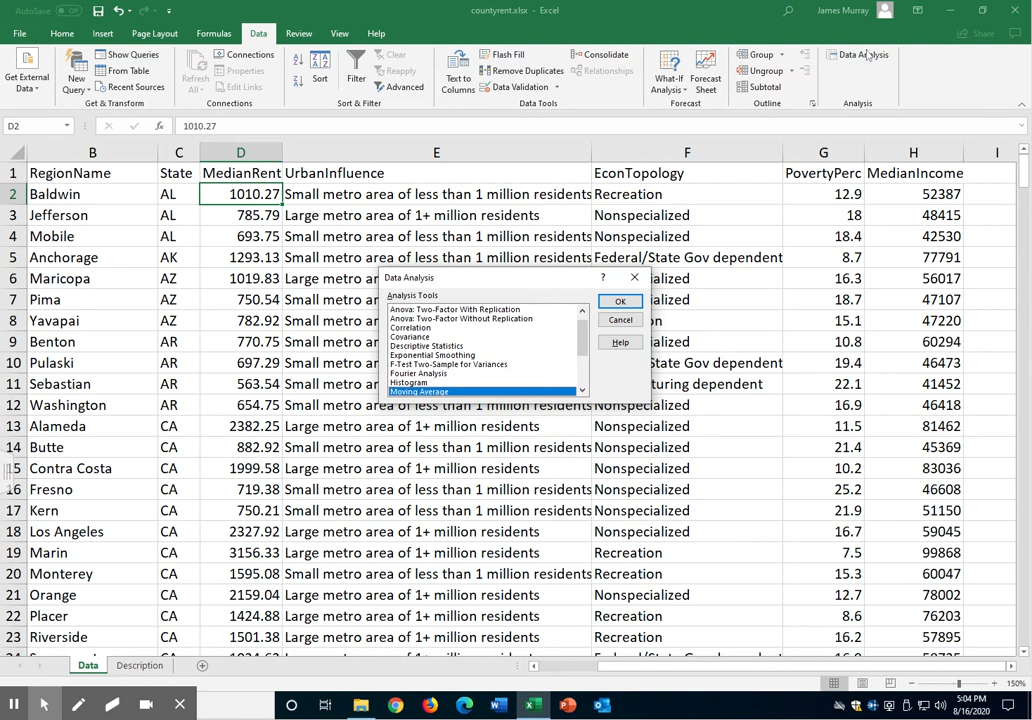 AutoSave Off countyrent.xlsx - Excel James Murray
File Home Insert Page Layout Formulas Data Review View Help Share
Get External Data
New Query
Show Queries
From Table
Recent Sources
Get & Transform
Refresh All
Connections
Properties
Edit Links
Connections
Sort
Filter
Clear
Reapply
Advanced
Sort & Filter
Text to Columns
Flash Fill
Remove Duplicates
Data Validation
Consolidate
Relationships
Data Tools
What-If Analysis
Forecast Sheet
Forecast
Group
Ungroup
Subtotal
Outline
Data Analysis
Analysis
D2 fx 1010.27
B C D E F G H I
1 RegionName State MedianRent UrbanInfluence EconTopology PovertyPerc MedianIncome
2 Baldwin AL 1010.27 Small metro area of less than 1 million residents Recreation 12.9 52387
3 Jefferson AL 785.79 Large metro area of 1+ million residents Nonspecialized 18 48415
4 Mobile AL 693.75 Small metro area of less than 1 million residents Nonspecialized 18.4 42530
5 Anchorage AK 1293.13 Small metro area of less than 1 million residents Federal/State Gov dependent 8.7 77791
6 Maricopa AZ 1019.83 Large metro ialized 16.3 56017
7 Pima AZ 750.54 Small metro ialized 18.7 47107
8 Yavapai AZ 782.92 Small metro on 15.1 47220
9 Benton AR 770.75 Small metro ialized 10.8 60294
10 Pulaski AR 697.29 Small metro /State Gov dependent 19.4 46473
11 Sebastian AR 563.54 Small metro turing dependent 22.1 41452
12 Washington AR 654.75 Small metro area of less than 1 million residents Nonspecialized 16.9 46418
13 Alameda CA 2382.25 Large metro area of 1+ million residents Nonspecialized 11.5 81462
14 Butte CA 882.92 Small metro area of less than 1 million residents Nonspecialized 21.4 45369
15 Contra Costa CA 1999.58 Large metro area of 1+ million residents Nonspecialized 10.2 83036
16 Fresno CA 719.38 Small metro area of less than 1 million residents Nonspecialized 25.2 46608
17 Kern CA 750.21 Small metro area of less than 1 million residents Nonspecialized 21.9 51150
18 Los Angeles CA 2327.92 Large metro area of 1+ million residents Nonspecialized 16.7 59045
19 Marin CA 3156.33 Large metro area of 1+ million residents Recreation 7.5 99868
20 Monterey CA 1595.08 Small metro area of less than 1 million residents Recreation 15.3 60047
21 Orange CA 2159.04 Large metro area of 1+ million residents Nonspecialized 12.7 78002
22 Placer CA 1424.88 Large metro area of 1+ million residents Recreation 8.6 76203
23 Riverside CA 1501.38 Large metro area of 1+ million residents Recreation 16.2 57895
Data Analysis ?
Analysis Tools
Anova: Two-Factor With Replication
Anova: Two-Factor Without Replication
Correlation
Covariance
Descriptive Statistics
Exponential Smoothing
F-Test Two-Sample for Variances
Fourier Analysis
Histogram
Moving Average
OK
Cancel
Help
Data Description
150%
5:04 PM
8/16/2020